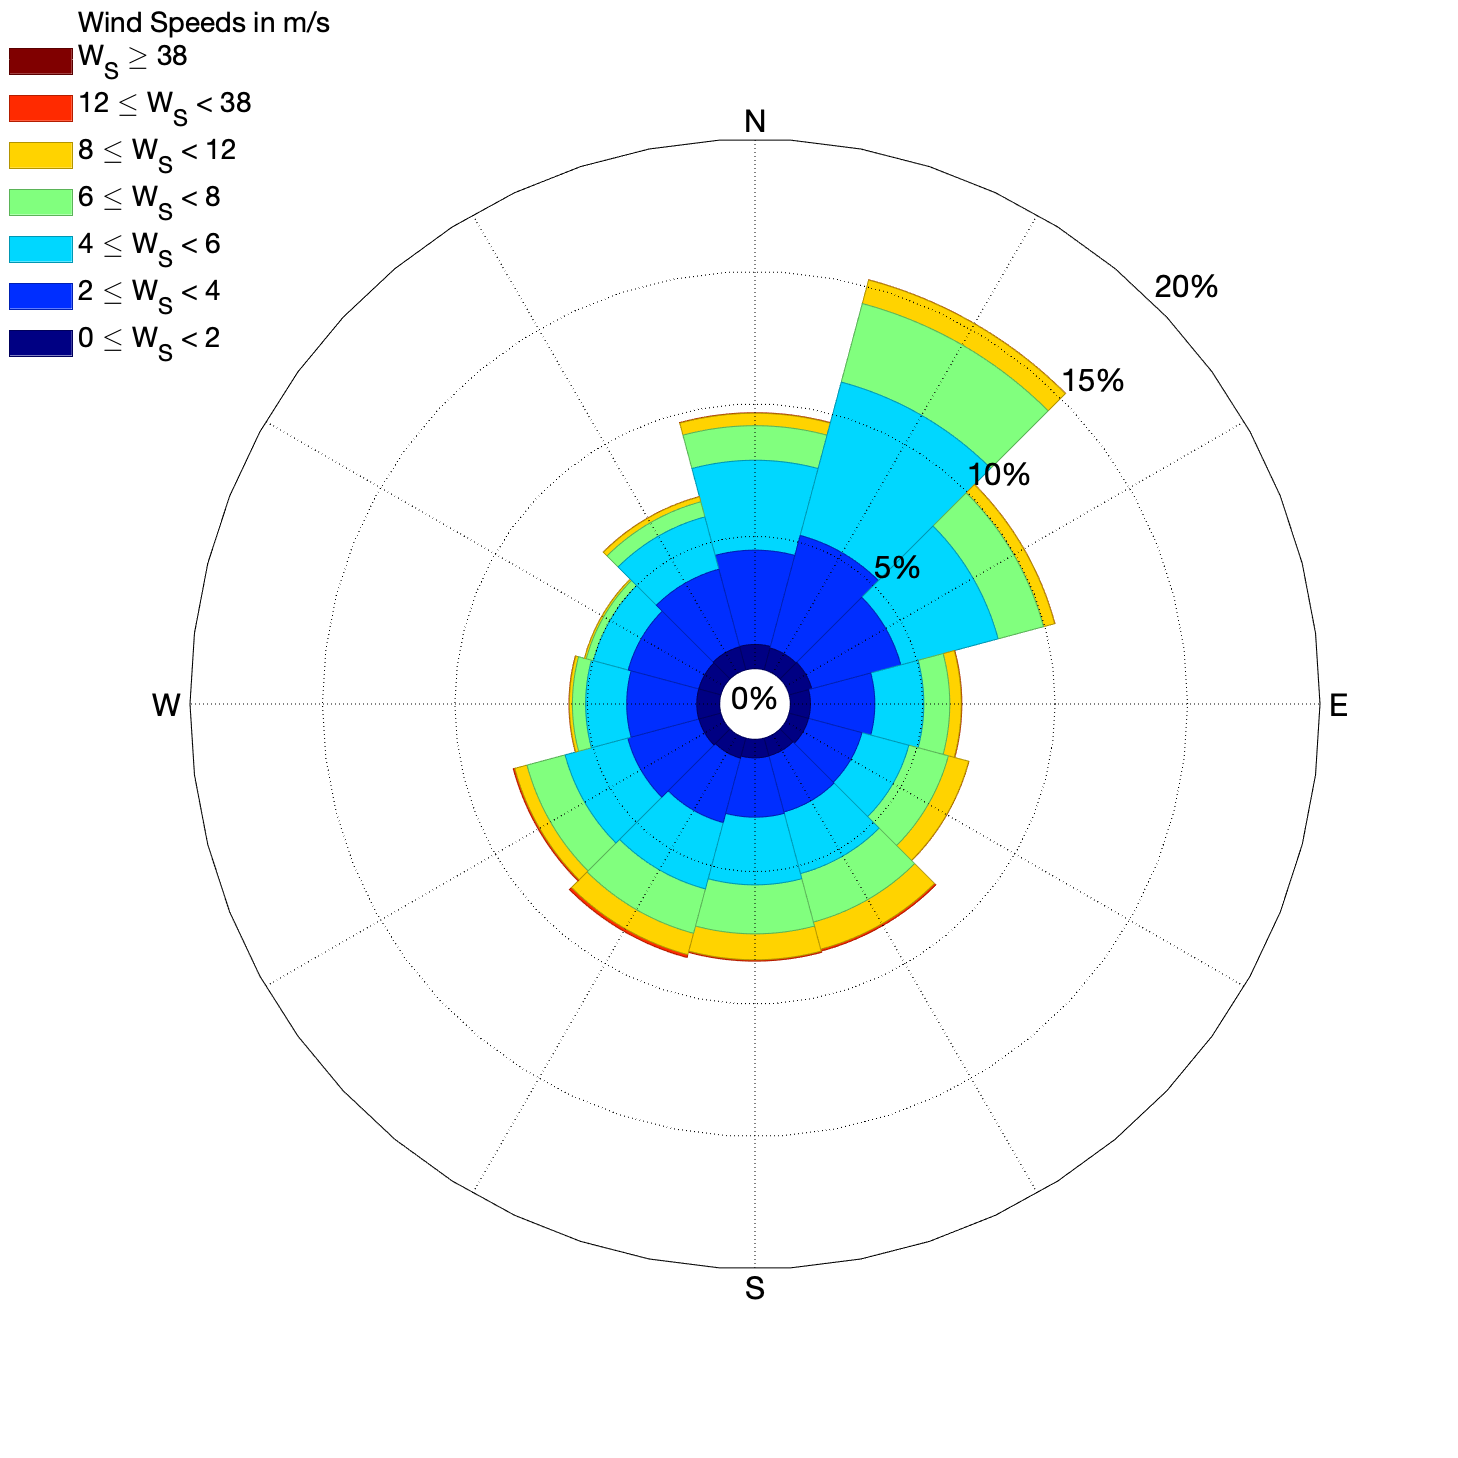 Wind Speeds in m/s
W_S ≥ 38
12 ≤ W_S < 38
8 ≤ W_S < 12
6 ≤ W_S < 8
4 ≤ W_S < 6
2 ≤ W_S < 4
0 ≤ W_S < 2
N
20%
15%
10%
5%
0%
W
E
S